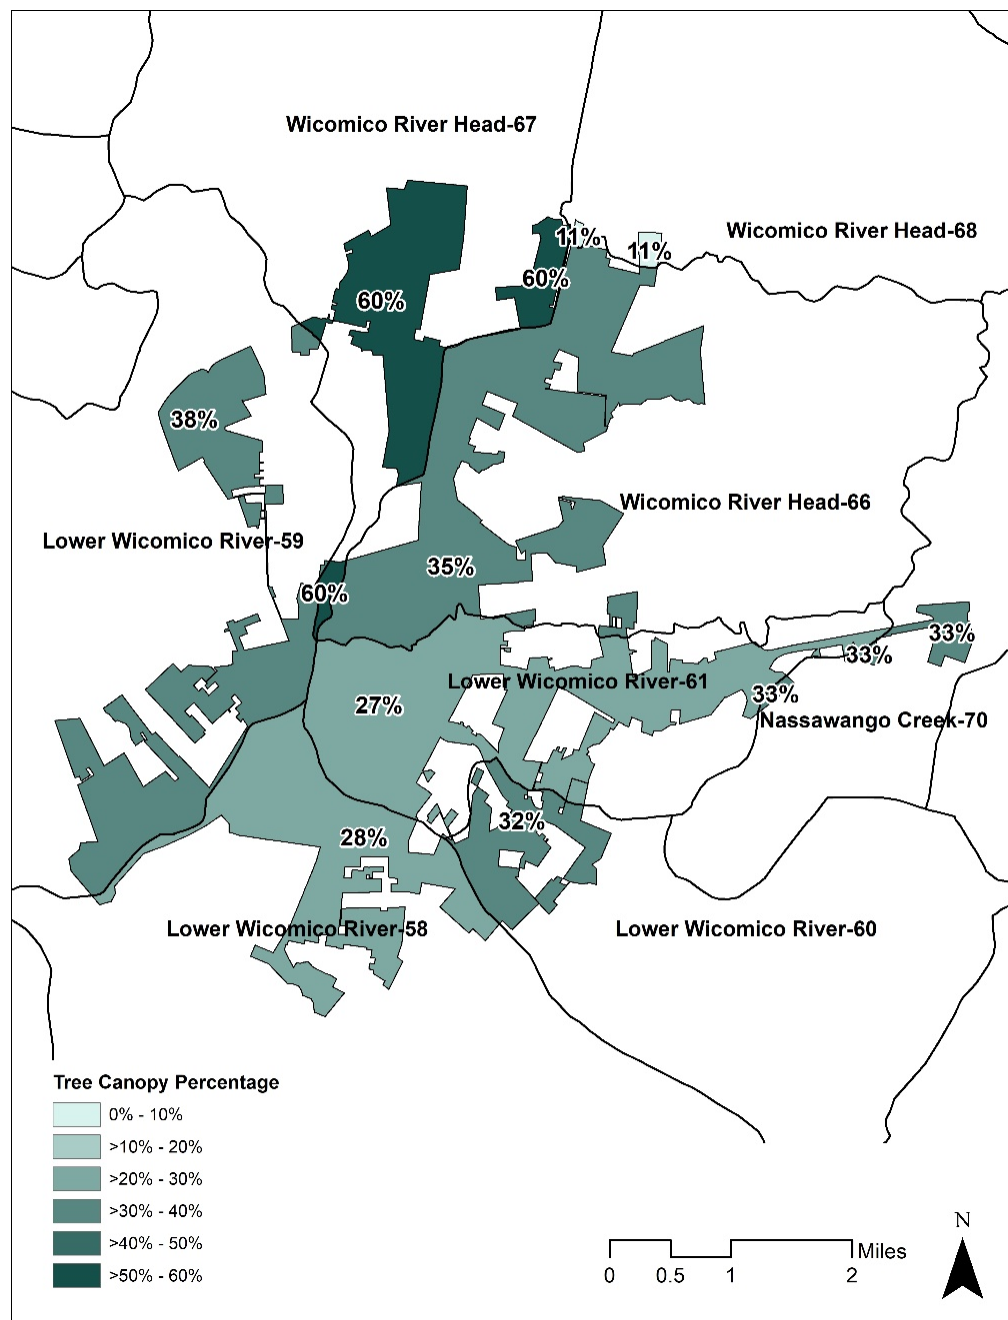 Wicomico River Head-67
Wicomico River Head-68
11%
11%
60%
60%
38%
Wicomico River Head-66
Lower Wicomico River-59
35%
60%
33%
33%
Lower Wicomico River-61
33%
27%
Nassawango Creek-70
32%
28%
Lower Wicomico River-58
Lower Wicomico River-60
Tree Canopy Percentage
0% - 10%
>10% - 20%
>20% - 30%
>30% - 40%
>40% - 50%
>50% - 60%
N
Miles
0 0.5 1 2